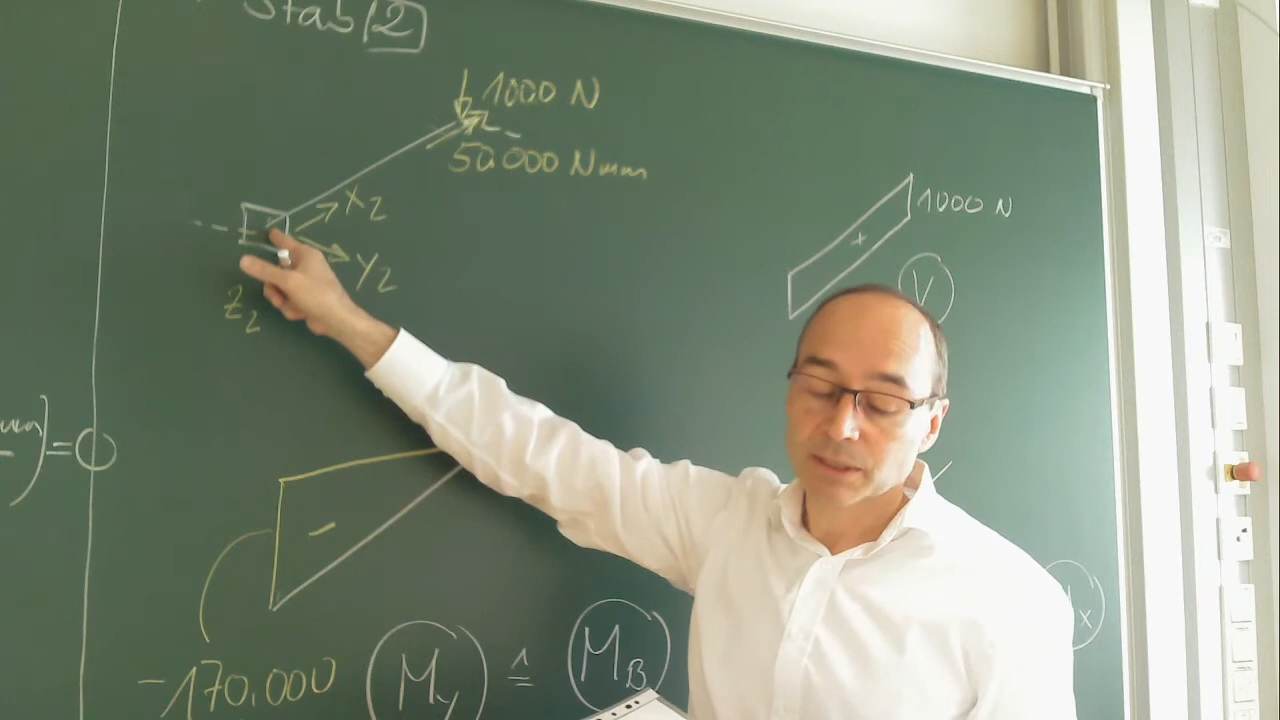 Stab 2
1000 N
50.000 Nmm
X2
Y2
Z2
1000 N
V
)=0
-170.000
My ≙ MB
x